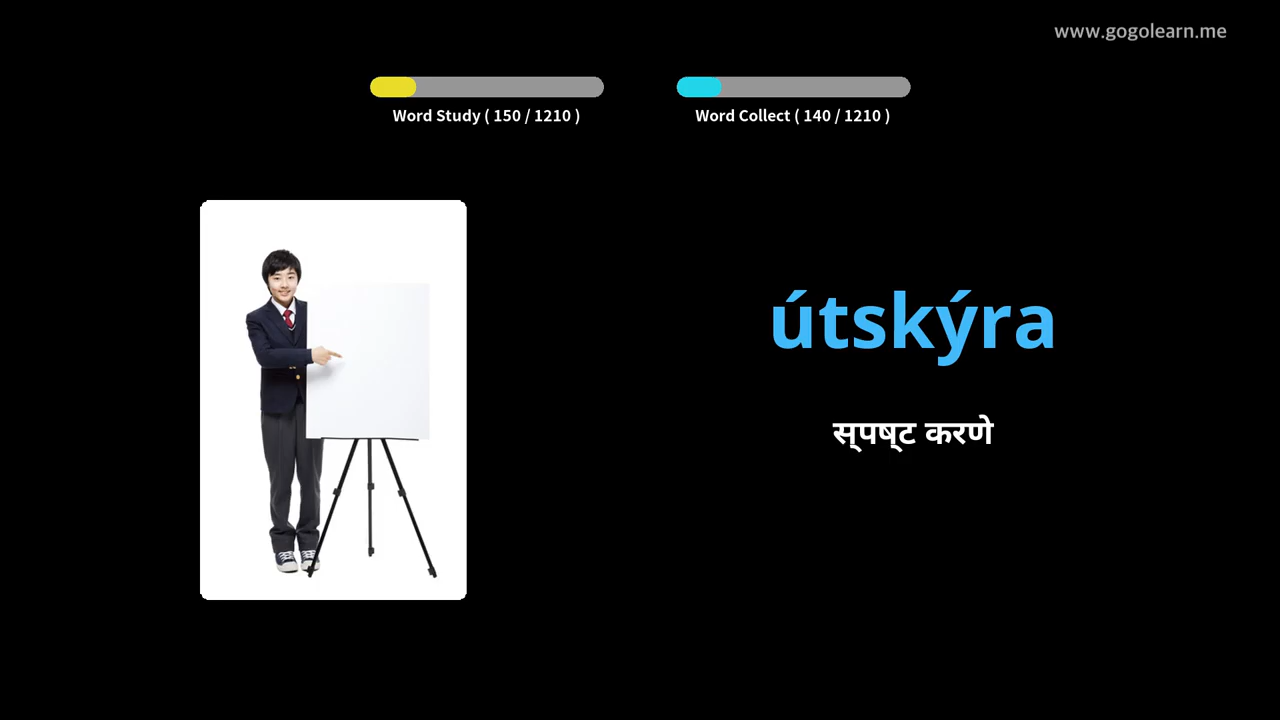 www.gogolearn.me
Word Study ( 150 / 1210 )
Word Collect ( 140 / 1210 )
útskýra
स्पष्ट करणे